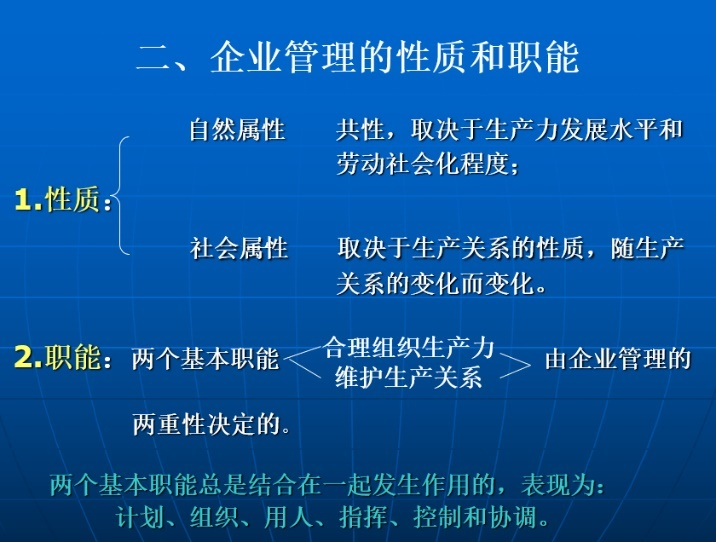 二、企业管理的性质和职能
自然属性 共性，取决于生产力发展水平和
劳动社会化程度；
1.性质：
社会属性 取决于生产关系的性质，随生产
关系的变化而变化。
2.职能：两个基本职能 合理组织生产力 由企业管理的
维护生产关系
两重性决定的。
两个基本职能总是结合在一起发生作用的，表现为：
计划、组织、用人、指挥、控制和协调。